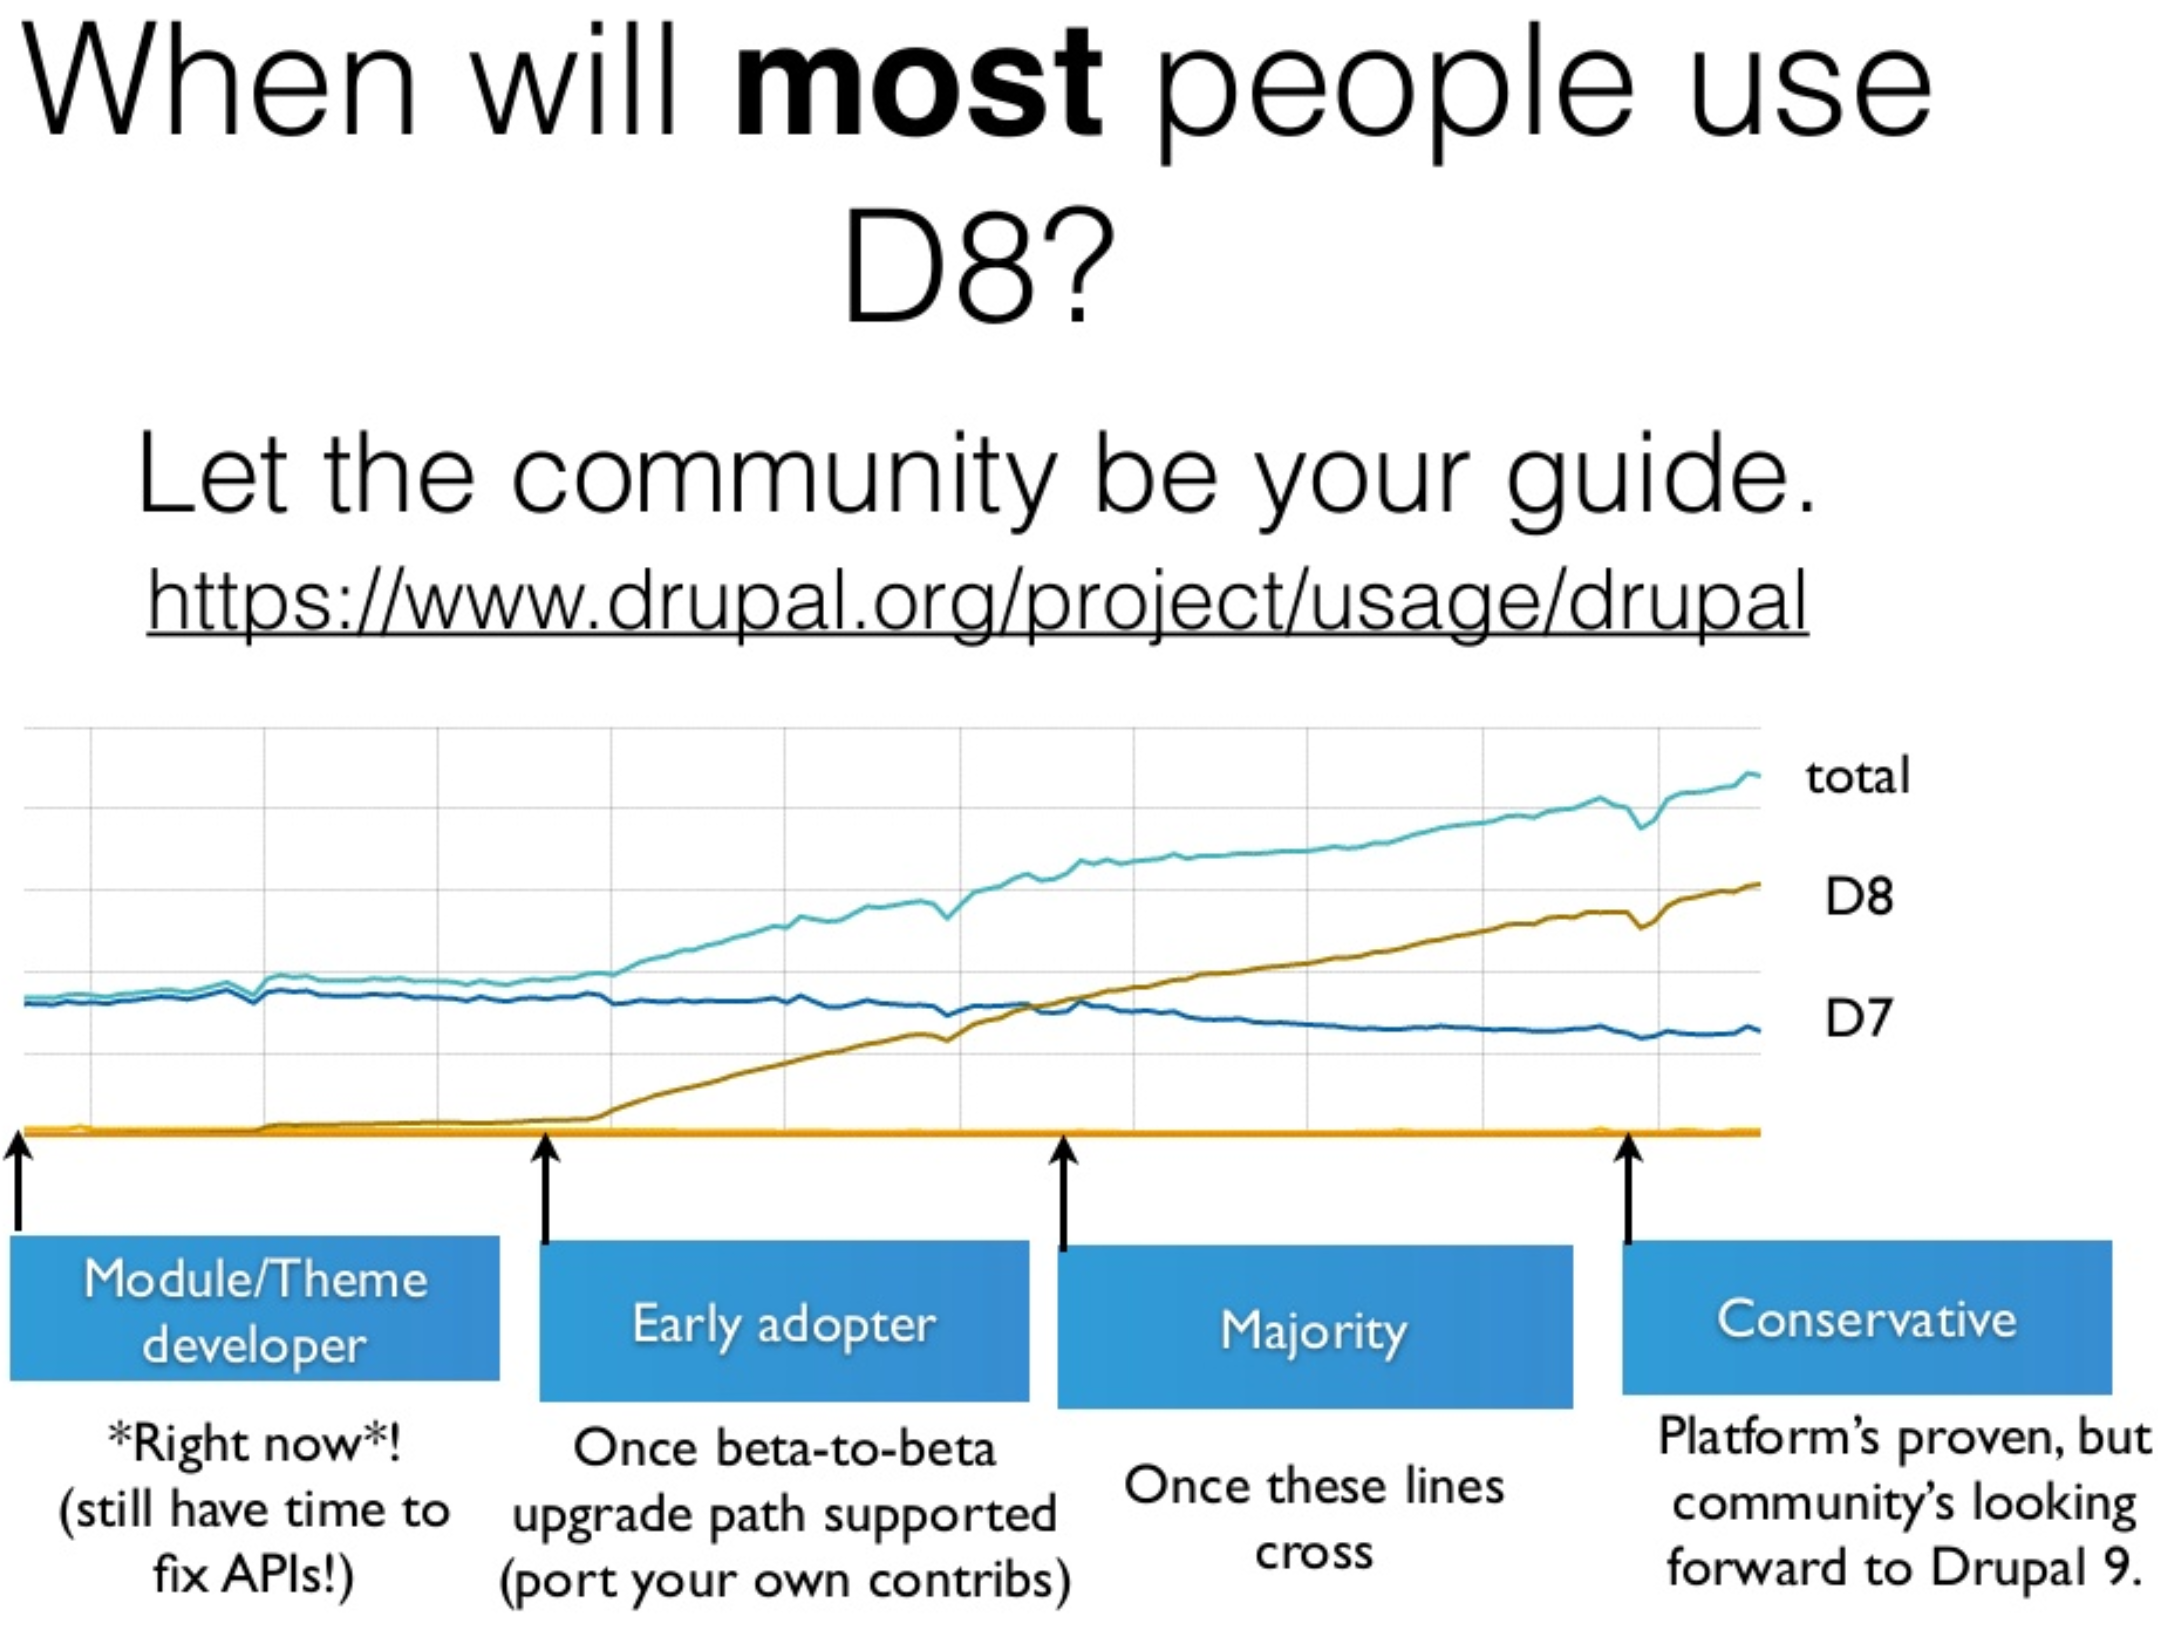 When will most people use
D8?
Let the community be your guide.
https://www.drupal.org/project/usage/drupal
total
D8
D7
Module/Theme
developer
*Right now*!
(still have time to
fix APIs!)
Early adopter
Once beta-to-beta
upgrade path supported
(port your own contribs)
Majority
Once these lines
cross
Conservative
Platform's proven, but
community's looking
forward to Drupal 9.